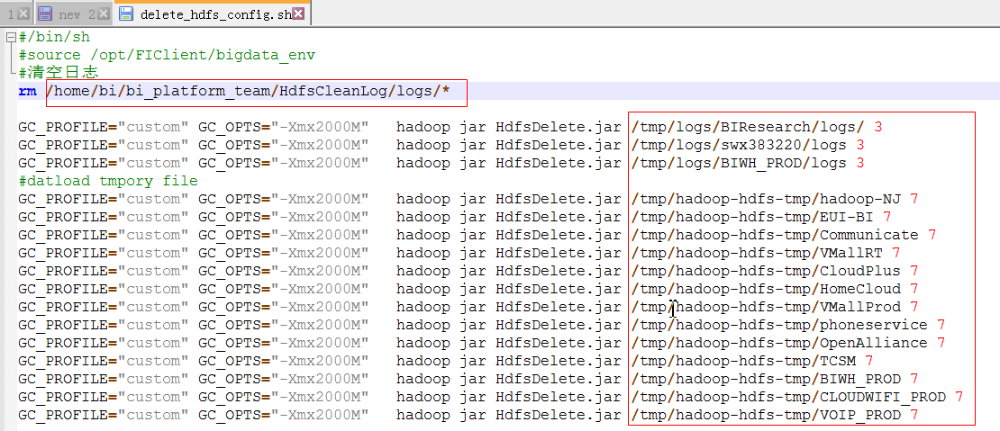 1 new 2 delete_hdfs_config.sh
#/bin/sh
#source /opt/FIClient/bigdata_env
#清空日志
rm /home/bi/bi_platform_team/HdfsCleanLog/logs/*
GC_PROFILE="custom" GC_OPTS="-Xmx2000M" hadoop jar HdfsDelete.jar /tmp/logs/BIResearch/logs/ 3
GC_PROFILE="custom" GC_OPTS="-Xmx2000M" hadoop jar HdfsDelete.jar /tmp/logs/swx383220/logs 3
GC_PROFILE="custom" GC_OPTS="-Xmx2000M" hadoop jar HdfsDelete.jar /tmp/logs/BIWH_PROD/logs 3
#datload tmpory file
GC_PROFILE="custom" GC_OPTS="-Xmx2000M" hadoop jar HdfsDelete.jar /tmp/hadoop-hdfs-tmp/hadoop-NJ 7
GC_PROFILE="custom" GC_OPTS="-Xmx2000M" hadoop jar HdfsDelete.jar /tmp/hadoop-hdfs-tmp/EUI-BI 7
GC_PROFILE="custom" GC_OPTS="-Xmx2000M" hadoop jar HdfsDelete.jar /tmp/hadoop-hdfs-tmp/Communicate 7
GC_PROFILE="custom" GC_OPTS="-Xmx2000M" hadoop jar HdfsDelete.jar /tmp/hadoop-hdfs-tmp/VMallRT 7
GC_PROFILE="custom" GC_OPTS="-Xmx2000M" hadoop jar HdfsDelete.jar /tmp/hadoop-hdfs-tmp/CloudPlus 7
GC_PROFILE="custom" GC_OPTS="-Xmx2000M" hadoop jar HdfsDelete.jar /tmp/hadoop-hdfs-tmp/HomeCloud 7
GC_PROFILE="custom" GC_OPTS="-Xmx2000M" hadoop jar HdfsDelete.jar /tmp/hadoop-hdfs-tmp/VMallProd 7
GC_PROFILE="custom" GC_OPTS="-Xmx2000M" hadoop jar HdfsDelete.jar /tmp/hadoop-hdfs-tmp/phoneservice 7
GC_PROFILE="custom" GC_OPTS="-Xmx2000M" hadoop jar HdfsDelete.jar /tmp/hadoop-hdfs-tmp/OpenAlliance 7
GC_PROFILE="custom" GC_OPTS="-Xmx2000M" hadoop jar HdfsDelete.jar /tmp/hadoop-hdfs-tmp/TCSM 7
GC_PROFILE="custom" GC_OPTS="-Xmx2000M" hadoop jar HdfsDelete.jar /tmp/hadoop-hdfs-tmp/BIWH_PROD 7
GC_PROFILE="custom" GC_OPTS="-Xmx2000M" hadoop jar HdfsDelete.jar /tmp/hadoop-hdfs-tmp/CLOUDWIFI_PROD 7
GC_PROFILE="custom" GC_OPTS="-Xmx2000M" hadoop jar HdfsDelete.jar /tmp/hadoop-hdfs-tmp/VOIP_PROD 7